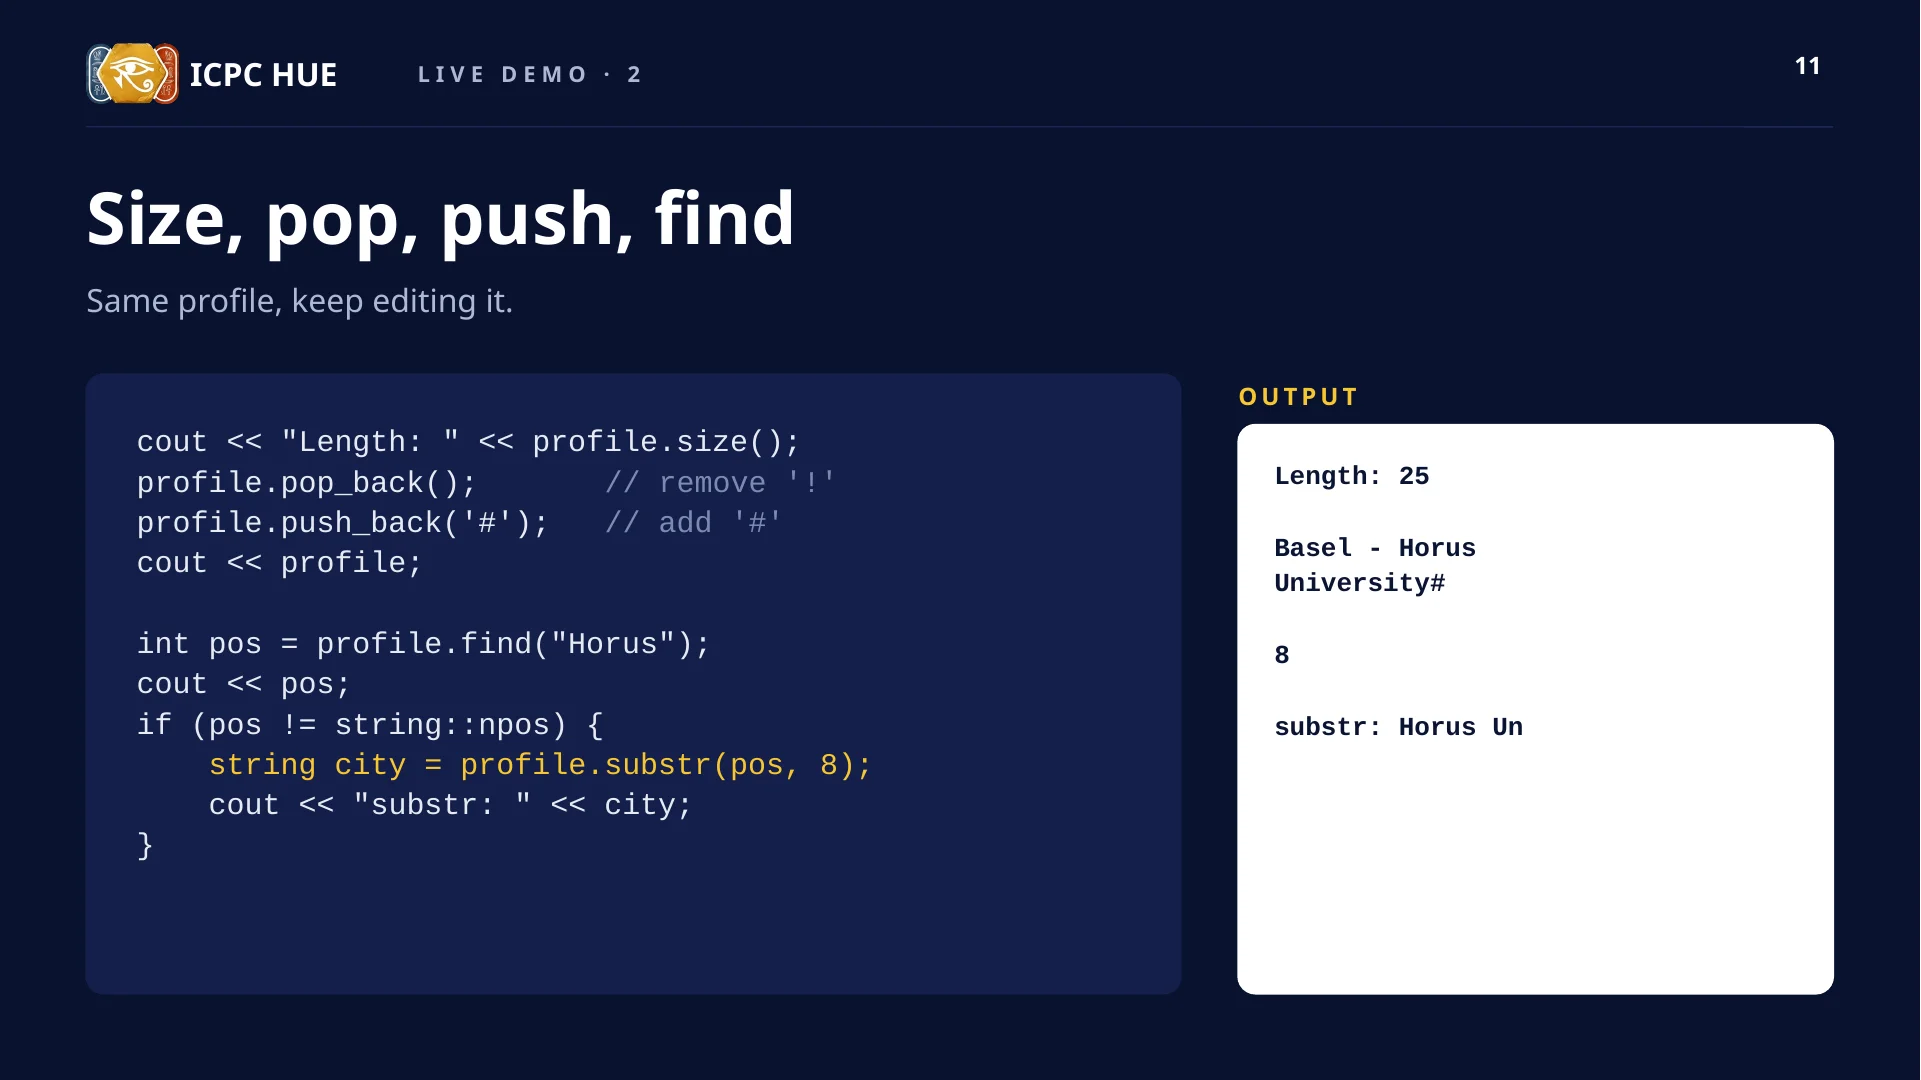 ICPC HUE
LIVE DEMO · 2
11
Size, pop, push, find
Same profile, keep editing it.
cout << "Length: " << profile.size();
profile.pop_back();       // remove '!'
profile.push_back('#');   // add '#'
cout << profile;
int pos = profile.find("Horus");
cout << pos;
if (pos != string::npos) {
    string city = profile.substr(pos, 8);
    cout << "substr: " << city;
}
OUTPUT
Length: 25
Basel - Horus
University#
8
substr: Horus Un